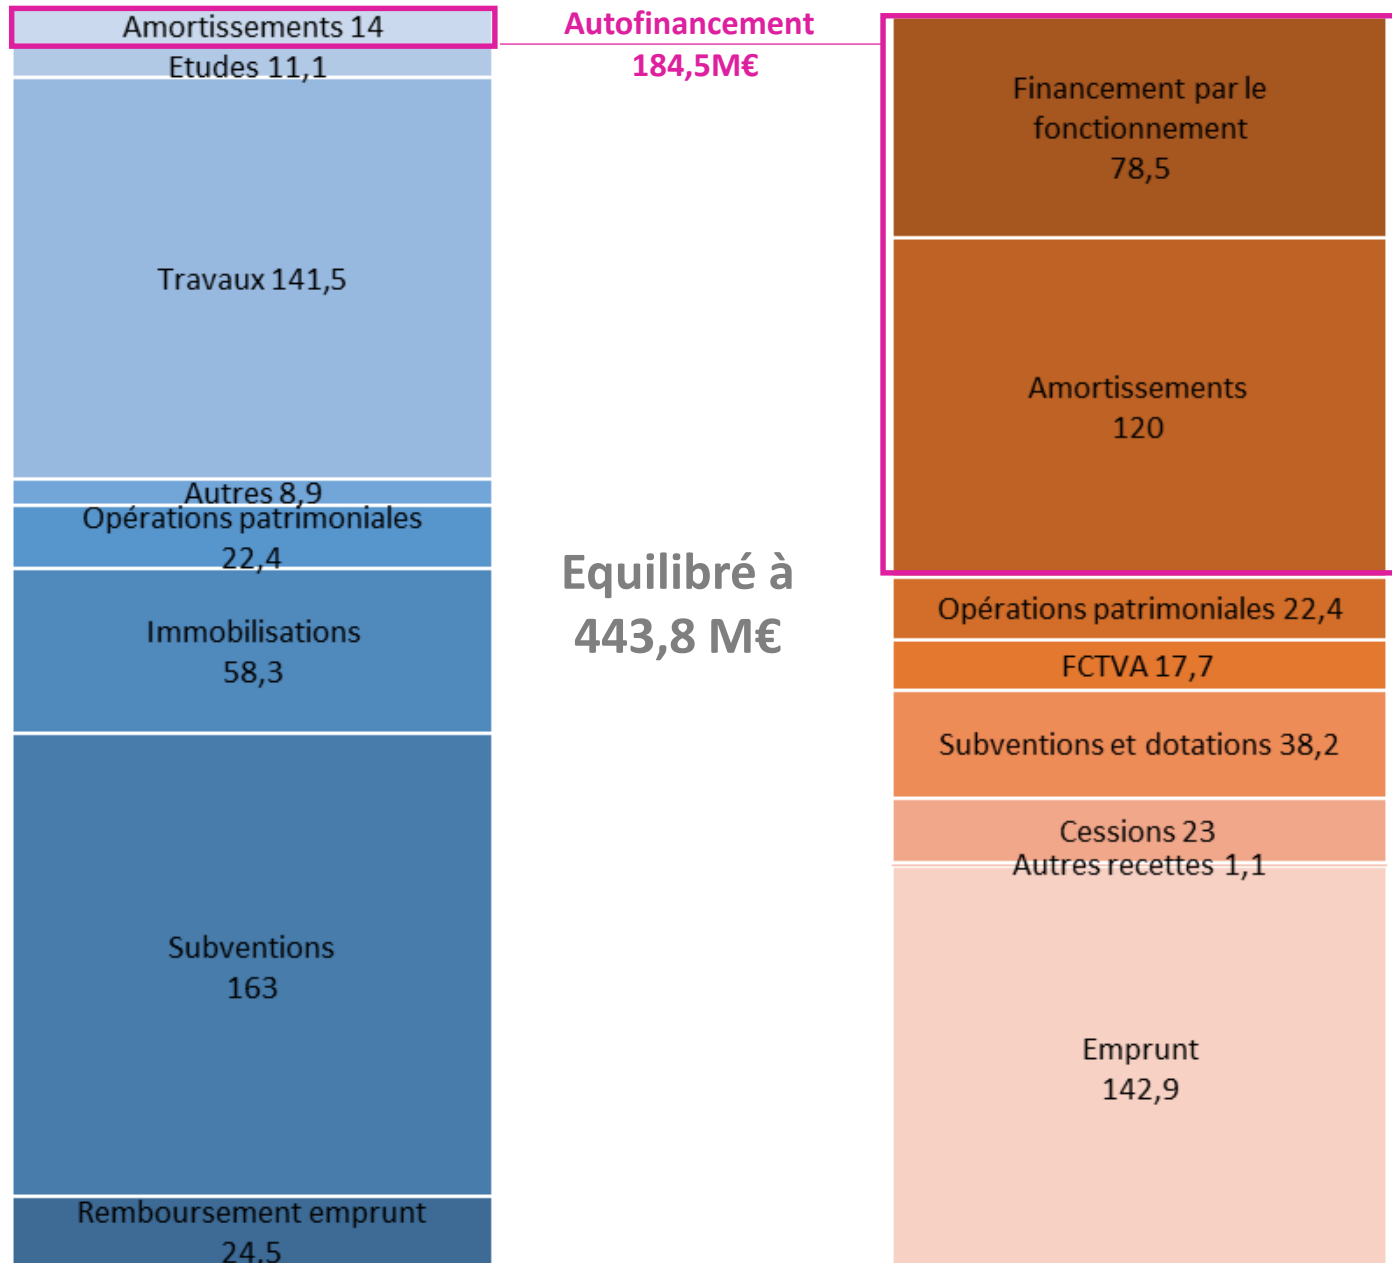 Amortissements 14
Etudes 11,1
Travaux 141,5
Autres 8,9
Opérations patrimoniales
22,4
Immobilisations
58,3
Subventions
163
Remboursement emprunt
24,5
Autofinancement
184,5M€
Equilibré à
443,8 M€
Financement par le
fonctionnement
78,5
Amortissements
120
Opérations patrimoniales 22,4
FCTVA 17,7
Subventions et dotations 38,2
Cessions 23
Autres recettes 1,1
Emprunt
142,9